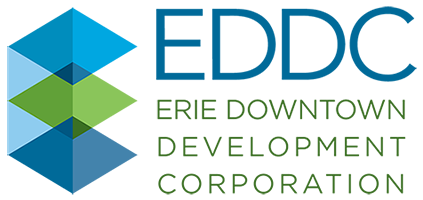 EDDC
ERIE DOWNTOWN
DEVELOPMENT
CORPORATION